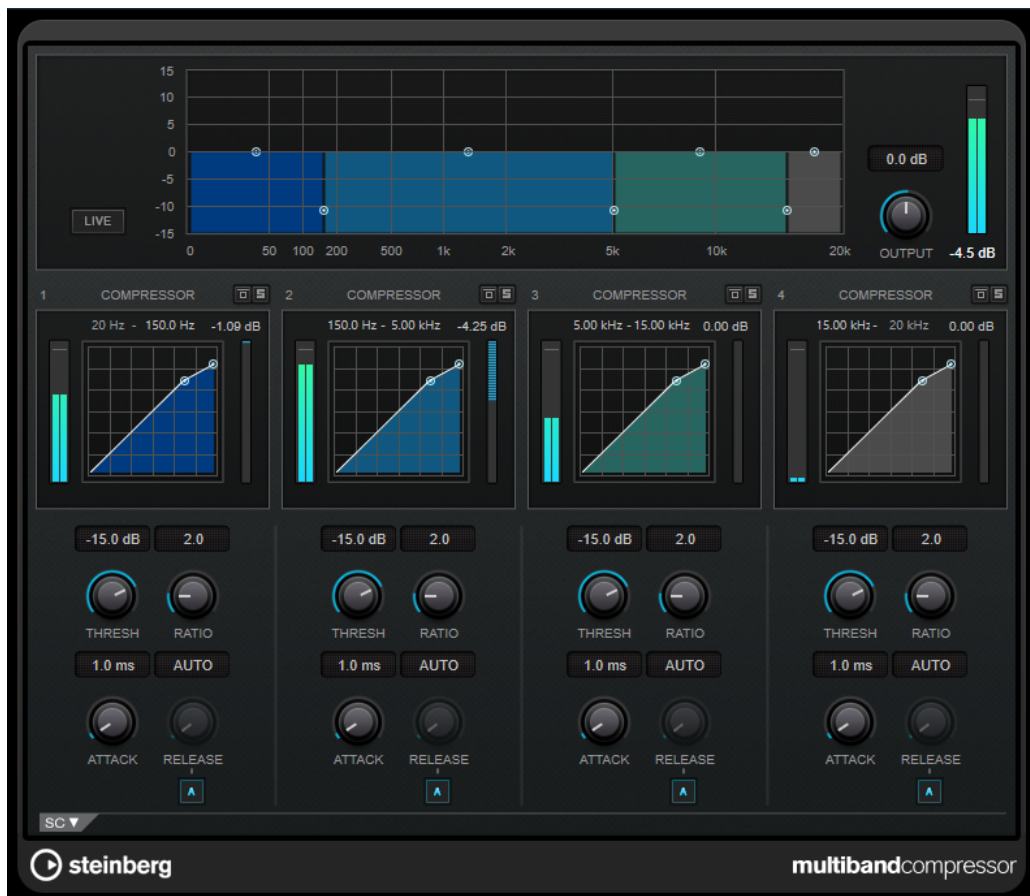 15
10
5
0
-5
-10
-15
LIVE
0 50 100 200 500 1k 2k 5k 10k 20k
0.0 dB
OUTPUT -4.5 dB
1 COMPRESSOR S 2 COMPRESSOR S 3 COMPRESSOR S 4 COMPRESSOR S
20 Hz - 150.0 Hz -1.09 dB 150.0 Hz - 5.00 kHz -4.25 dB 5.00 kHz - 15.00 kHz 0.00 dB 15.00 kHz - 20 kHz 0.00 dB
-15.0 dB 2.0 -15.0 dB 2.0 -15.0 dB 2.0 -15.0 dB 2.0
THRESH RATIO THRESH RATIO THRESH RATIO THRESH RATIO
1.0 ms AUTO 1.0 ms AUTO 1.0 ms AUTO 1.0 ms AUTO
ATTACK RELEASE ATTACK RELEASE ATTACK RELEASE ATTACK RELEASE
A A A A
SC ▼
steinberg multibandcompressor